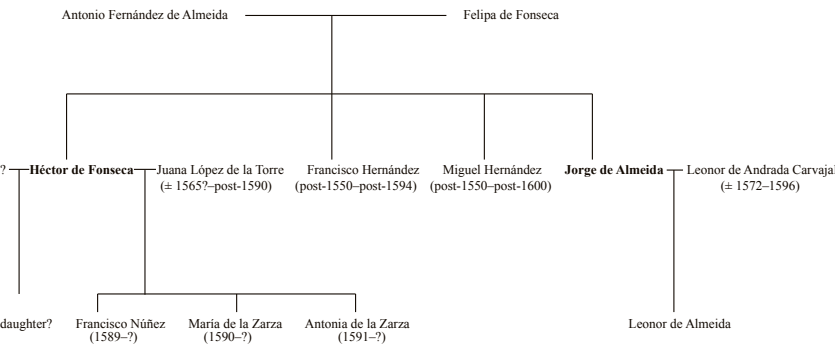 Antonio Fernández de Almeida Felipa de Fonseca
? Héctor de Fonseca Juana López de la Torre Francisco Hernández Miguel Hernández Jorge de Almeida Leonor de Andrada Carvajal
(± 1565?–post-1590) (post-1550–post-1594) (post-1550–post-1600) (± 1572–1596)
daughter? Francisco Núñez María de la Zarza Antonia de la Zarza Leonor de Almeida
(1589–?) (1590–?) (1591–?)